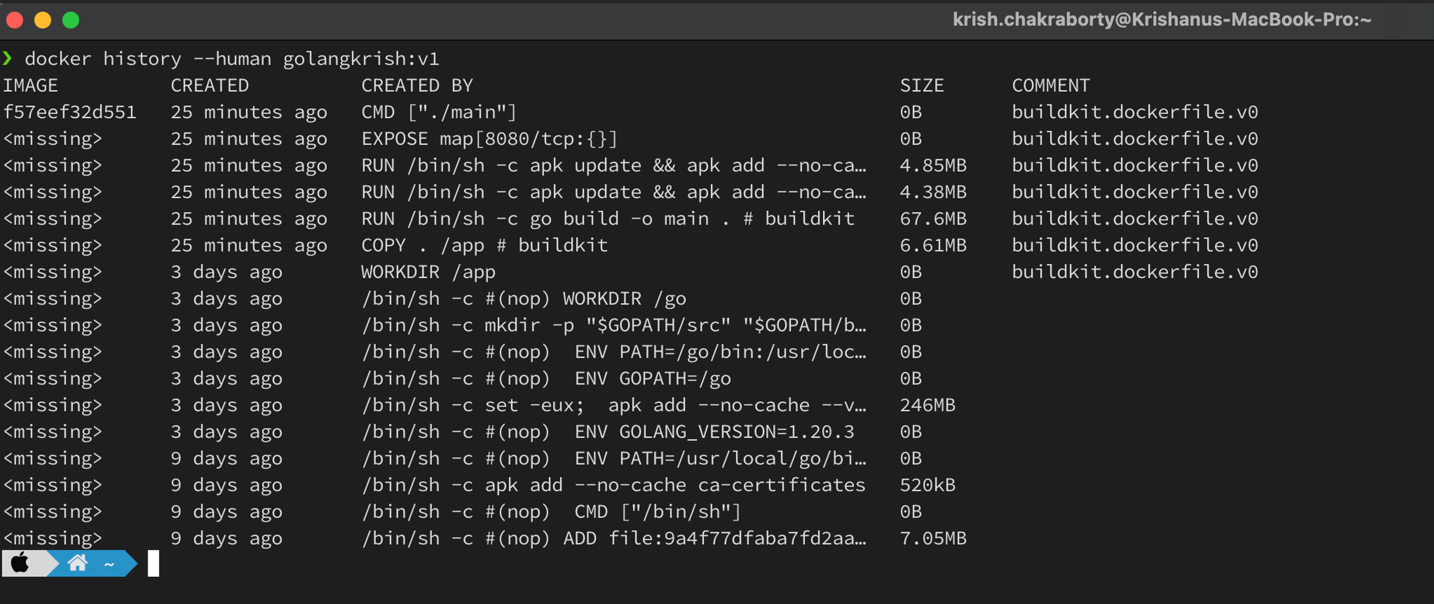 krish.chakraborty@Krishanus-MacBook-Pro:~
❯ docker history --human golangkrish:v1
IMAGE CREATED CREATED BY SIZE COMMENT
f57eef32d551 25 minutes ago CMD ["./main"] 0B buildkit.dockerfile.v0
<missing> 25 minutes ago EXPOSE map[8080/tcp:{}] 0B buildkit.dockerfile.v0
<missing> 25 minutes ago RUN /bin/sh -c apk update && apk add --no-ca… 4.85MB buildkit.dockerfile.v0
<missing> 25 minutes ago RUN /bin/sh -c apk update && apk add --no-ca… 4.38MB buildkit.dockerfile.v0
<missing> 25 minutes ago RUN /bin/sh -c go build -o main . # buildkit 67.6MB buildkit.dockerfile.v0
<missing> 25 minutes ago COPY . /app # buildkit 6.61MB buildkit.dockerfile.v0
<missing> 3 days ago WORKDIR /app 0B buildkit.dockerfile.v0
<missing> 3 days ago /bin/sh -c #(nop) WORKDIR /go 0B
<missing> 3 days ago /bin/sh -c mkdir -p "$GOPATH/src" "$GOPATH/b… 0B
<missing> 3 days ago /bin/sh -c #(nop) ENV PATH=/go/bin:/usr/loc… 0B
<missing> 3 days ago /bin/sh -c #(nop) ENV GOPATH=/go 0B
<missing> 3 days ago /bin/sh -c set -eux; apk add --no-cache --v… 246MB
<missing> 3 days ago /bin/sh -c #(nop) ENV GOLANG_VERSION=1.20.3 0B
<missing> 9 days ago /bin/sh -c #(nop) ENV PATH=/usr/local/go/bi… 0B
<missing> 9 days ago /bin/sh -c apk add --no-cache ca-certificates 520kB
<missing> 9 days ago /bin/sh -c #(nop) CMD ["/bin/sh"] 0B
<missing> 9 days ago /bin/sh -c #(nop) ADD file:9a4f77dfaba7fd2aa… 7.05MB
~